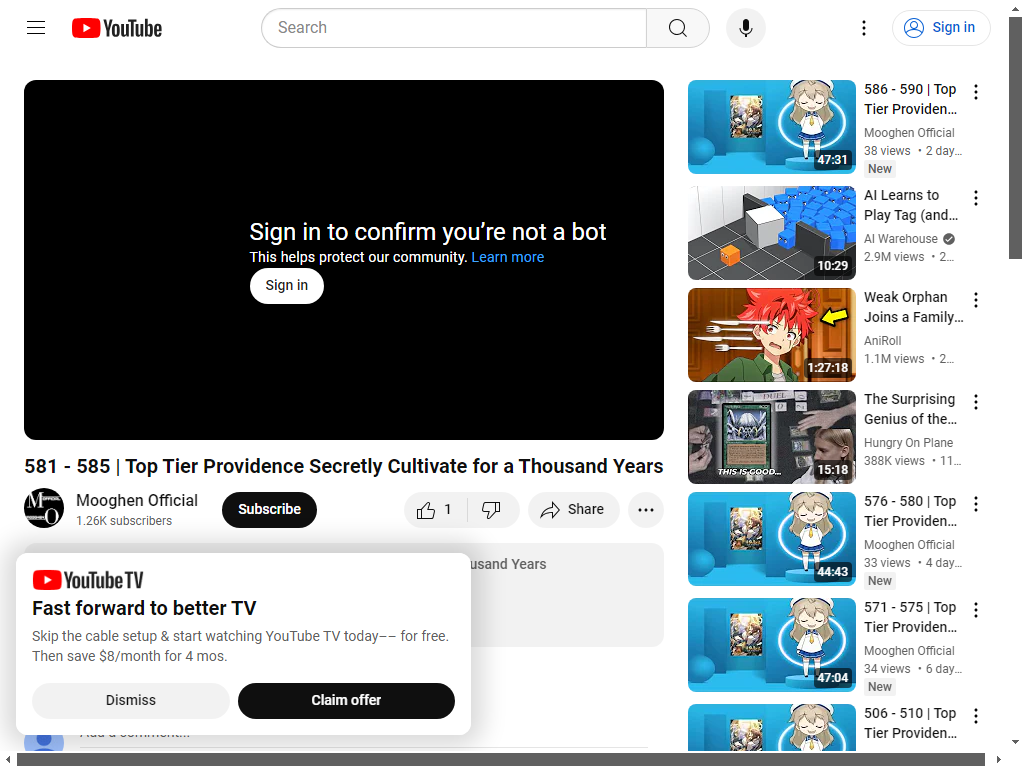 YouTube
Search
Sign in
Sign in to confirm you’re not a bot
This helps protect our community. Learn more
Sign in
581 - 585 | Top Tier Providence Secretly Cultivate for a Thousand Years
Mooghen Official
1.26K subscribers
Subscribe
1
Share
usand Years
YouTube TV
Fast forward to better TV
Skip the cable setup & start watching YouTube TV today–– for free.
Then save $8/month for 4 mos.
Dismiss
Claim offer
Add a comment...
47:31
586 - 590 | Top
Tier Providen...
Mooghen Official
38 views • 2 day...
New
10:29
AI Learns to
Play Tag (and...
AI Warehouse
2.9M views • 2...
1:27:18
Weak Orphan
Joins a Family...
AniRoll
1.1M views • 2...
DUEL
THIS IS GOOD...
15:18
The Surprising
Genius of the...
Hungry On Plane
388K views • 11...
44:43
576 - 580 | Top
Tier Providen...
Mooghen Official
33 views • 4 day...
New
47:04
571 - 575 | Top
Tier Providen...
Mooghen Official
34 views • 6 day...
New
506 - 510 | Top
Tier Providen...